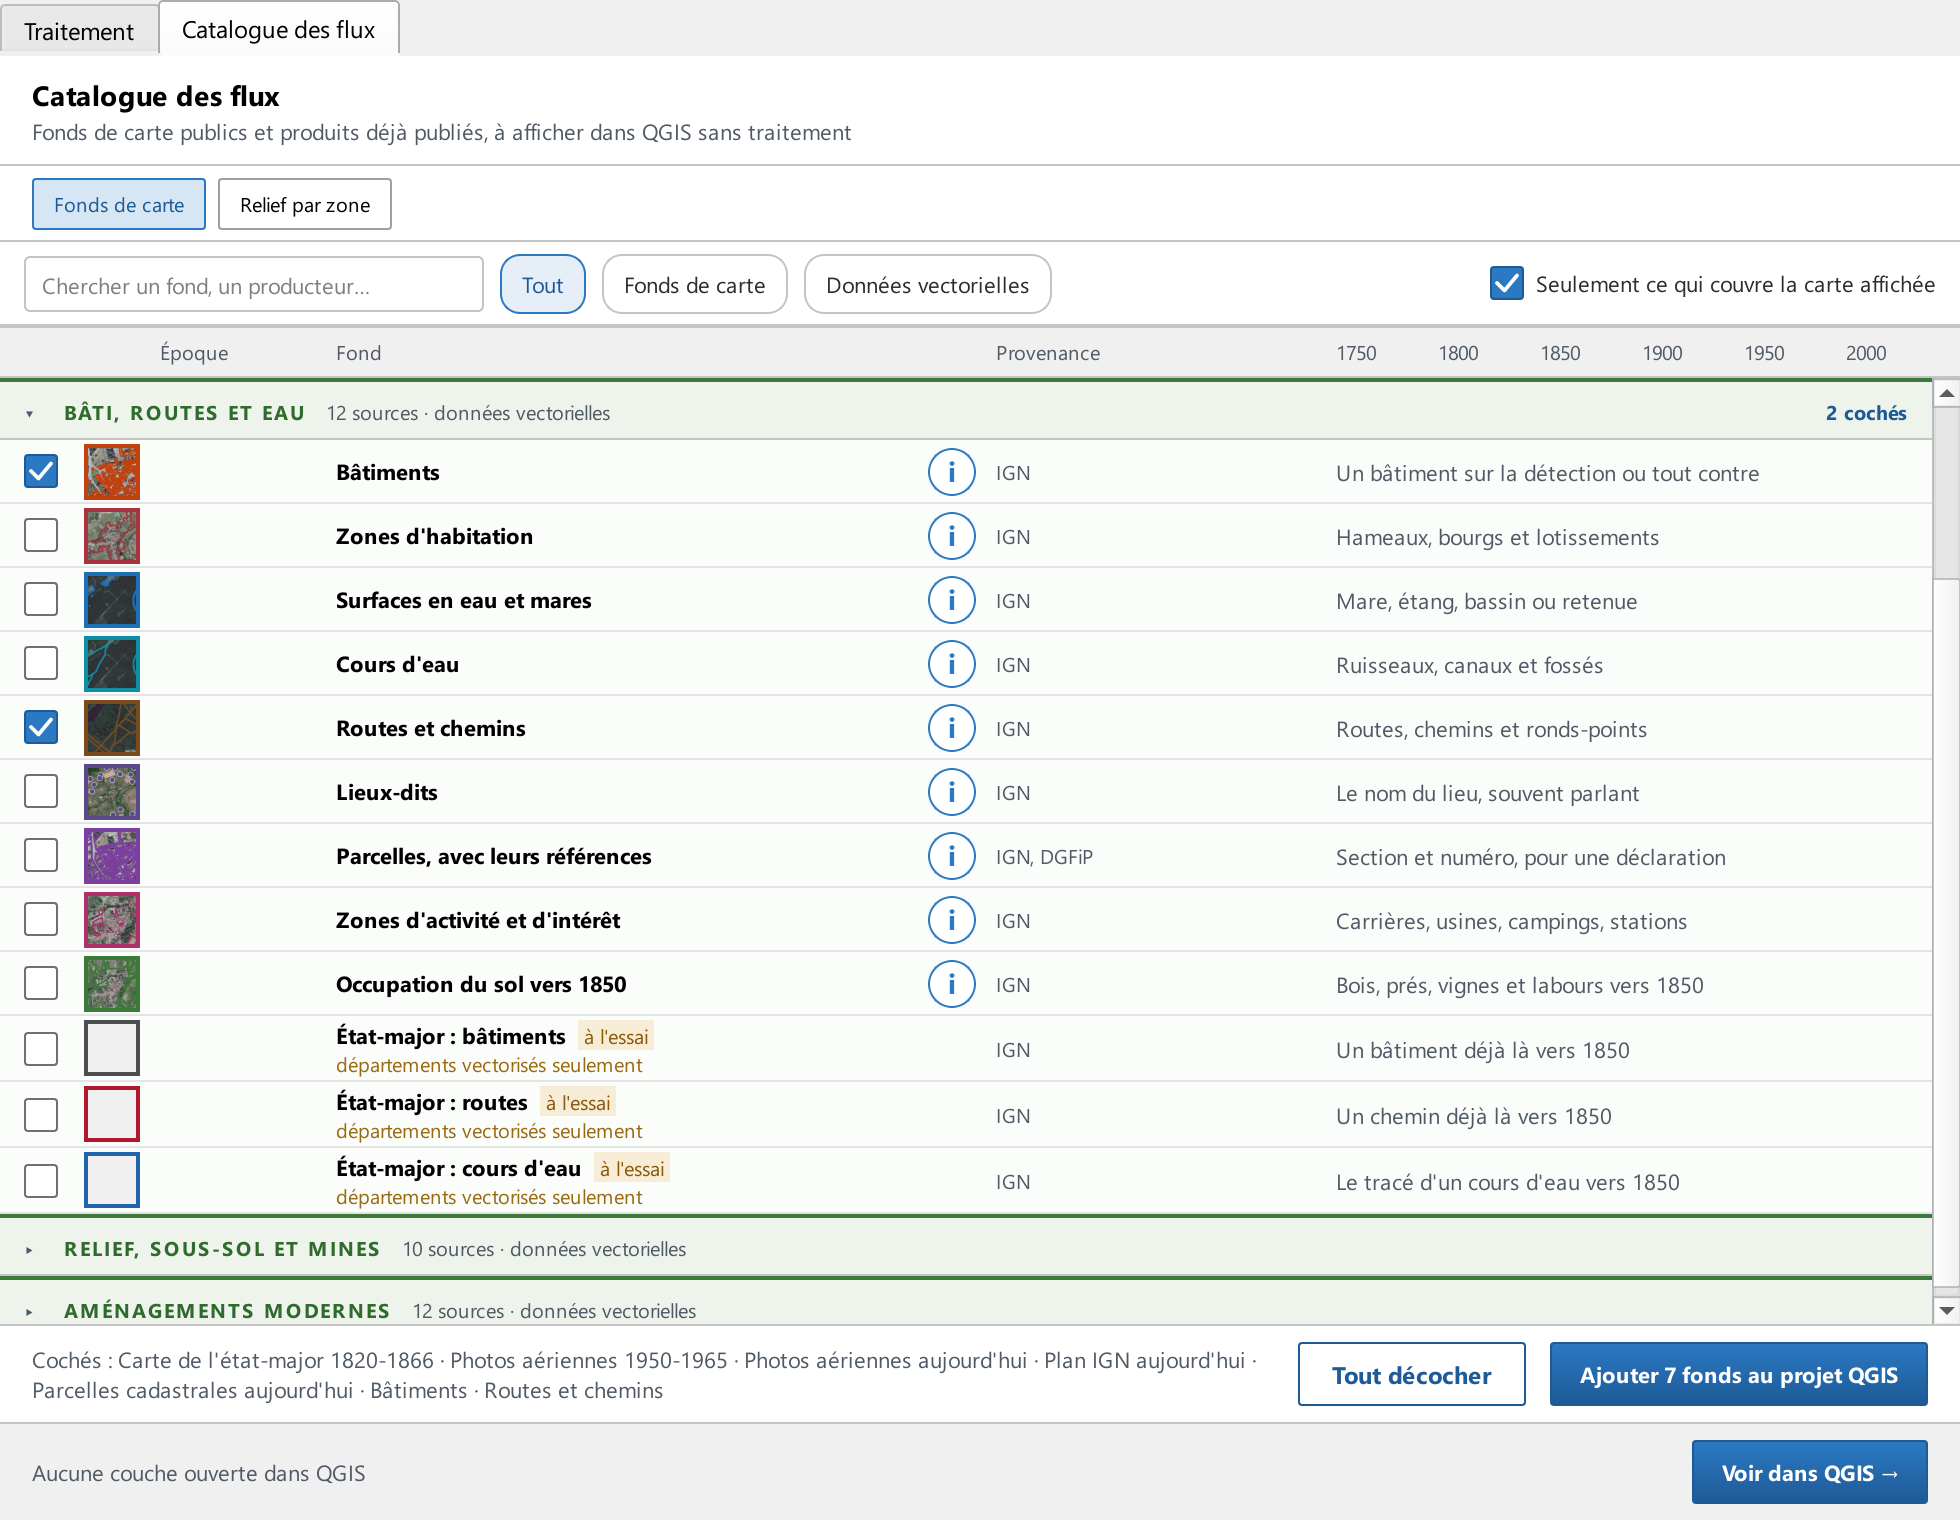 Traitement
Catalogue des flux
Catalogue des flux
Fonds de carte publics et produits déjà publiés, à afficher dans QGIS sans traitement
Fonds de carte
Relief par zone
Chercher un fond, un producteur...
Tout
Fonds de carte
Données vectorielles
Seulement ce qui couvre la carte affichée
Époque Fond Provenance 1750 1800 1850 1900 1950 2000
BÂTI, ROUTES ET EAU 12 sources · données vectorielles 2 cochés
Bâtiments i IGN Un bâtiment sur la détection ou tout contre
Zones d'habitation i IGN Hameaux, bourgs et lotissements
Surfaces en eau et mares i IGN Mare, étang, bassin ou retenue
Cours d'eau i IGN Ruisseaux, canaux et fossés
Routes et chemins i IGN Routes, chemins et ronds-points
Lieux-dits i IGN Le nom du lieu, souvent parlant
Parcelles, avec leurs références i IGN, DGFiP Section et numéro, pour une déclaration
Zones d'activité et d'intérêt i IGN Carrières, usines, campings, stations
Occupation du sol vers 1850 i IGN Bois, prés, vignes et labours vers 1850
État-major : bâtiments à l'essai
départements vectorisés seulement
IGN Un bâtiment déjà là vers 1850
État-major : routes à l'essai
départements vectorisés seulement
IGN Un chemin déjà là vers 1850
État-major : cours d'eau à l'essai
départements vectorisés seulement
IGN Le tracé d'un cours d'eau vers 1850
RELIEF, SOUS-SOL ET MINES 10 sources · données vectorielles
AMÉNAGEMENTS MODERNES 12 sources · données vectorielles
Cochés : Carte de l'état-major 1820-1866 · Photos aériennes 1950-1965 · Photos aériennes aujourd'hui · Plan IGN aujourd'hui ·
Parcelles cadastrales aujourd'hui · Bâtiments · Routes et chemins
Tout décocher
Ajouter 7 fonds au projet QGIS
Aucune couche ouverte dans QGIS
Voir dans QGIS →